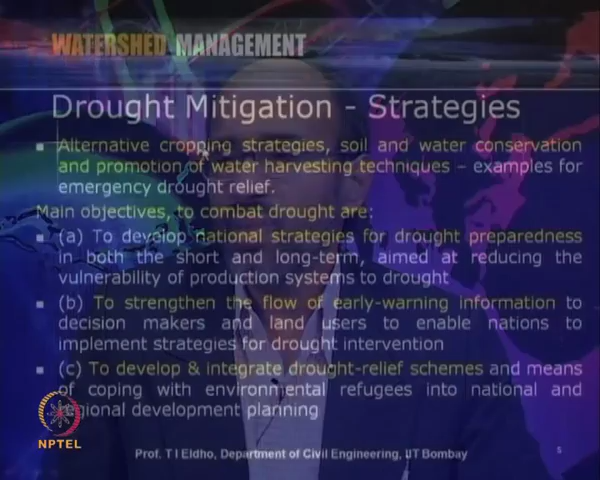 WATERSHED MANAGEMENT
Drought Mitigation - Strategies
▪ Alternative cropping strategies, soil and water conservation
and promotion of water harvesting techniques – examples for
emergency drought relief.
Main objectives, to combat drought are:
▪ (a) To develop national strategies for drought preparedness
in both the short and long-term, aimed at reducing the
vulnerability of production systems to drought
▪ (b) To strengthen the flow of early-warning information to
decision makers and land users to enable nations to
implement strategies for drought intervention
▪ (c) To develop & integrate drought-relief schemes and means
of coping with environmental refugees into national and
regional development planning
NPTEL
Prof. T I Eldho, Department of Civil Engineering, IIT Bombay
5